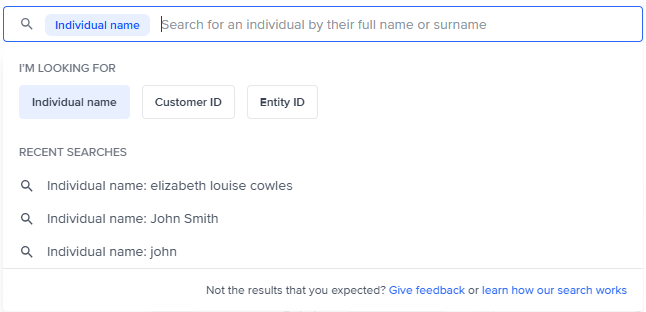 Individual name Search for an individual by their full name or surname
I'M LOOKING FOR
Individual name Customer ID Entity ID
RECENT SEARCHES
Individual name: elizabeth louise cowles
Individual name: John Smith
Individual name: john
Not the results that you expected? Give feedback or learn how our search works